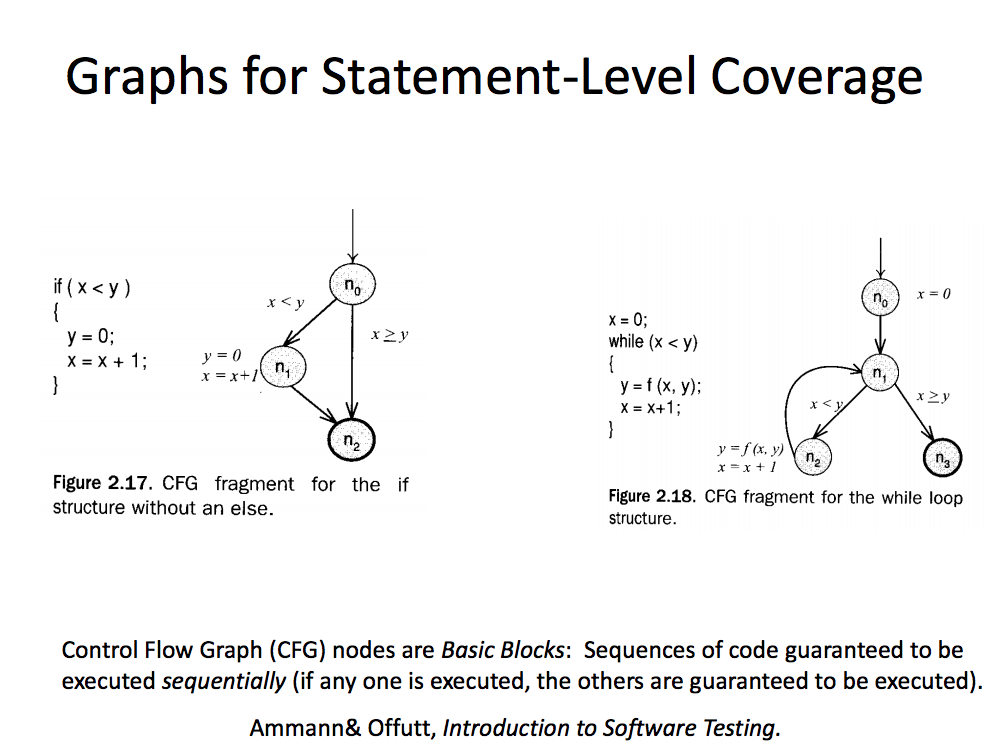 Graphs for Statement-Level Coverage
if ( x < y )
{
y = 0;
x = x + 1;
}
n0
x < y
x ≥ y
y = 0
x = x+1
n1
n2
Figure 2.17. CFG fragment for the if
structure without an else.
x = 0;
while (x < y)
{
y = f (x, y);
x = x+1;
}
n0
x = 0
n1
x < y
x ≥ y
y = f (x, y)
x = x + 1
n2
n3
Figure 2.18. CFG fragment for the while loop
structure.
Control Flow Graph (CFG) nodes are Basic Blocks: Sequences of code guaranteed to be
executed sequentially (if any one is executed, the others are guaranteed to be executed).
Ammann& Offutt, Introduction to Software Testing.